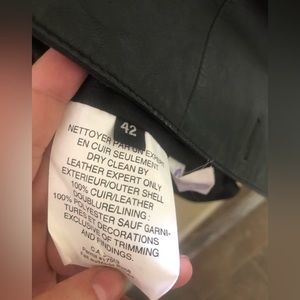 42
NETTOYER PAR UN EXPERT
EN CUIR SEULEMENT
DRY CLEAN BY
LEATHER EXPERT ONLY
EXTERIEUR/OUTER SHELL
100% CUIR/LEATHER
DOUBLURE/LINING:
100% POLYESTER SAUF GARNI-
TURES ET DECORATIONS
EXCLUSIVE OF TRIMMING
AND FINDINGS.
CA